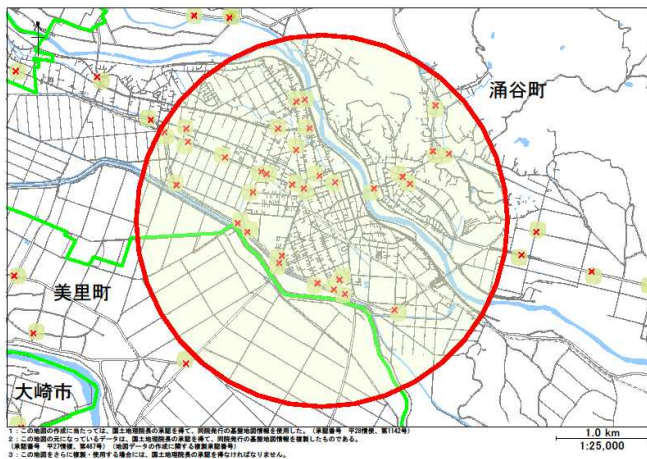 涌谷町
美里町
大崎市
1：この地図の作成に当たっては、国土地理院長の承認を得て、同院発行の基盤地図情報を使用した。（承認番号　平28情使、第1142号）
2：この地図の元になっているデータは、国土地理院長の承認を得て、同院発行の基盤地図情報を複製したものである。
（承認番号　平27情複、第467号）（地図データの作成に関する複製承認番号）
3：この地図をさらに複製・使用する場合には、国土地理院長の承認を得なければなりません。
1.0 km
1:25,000